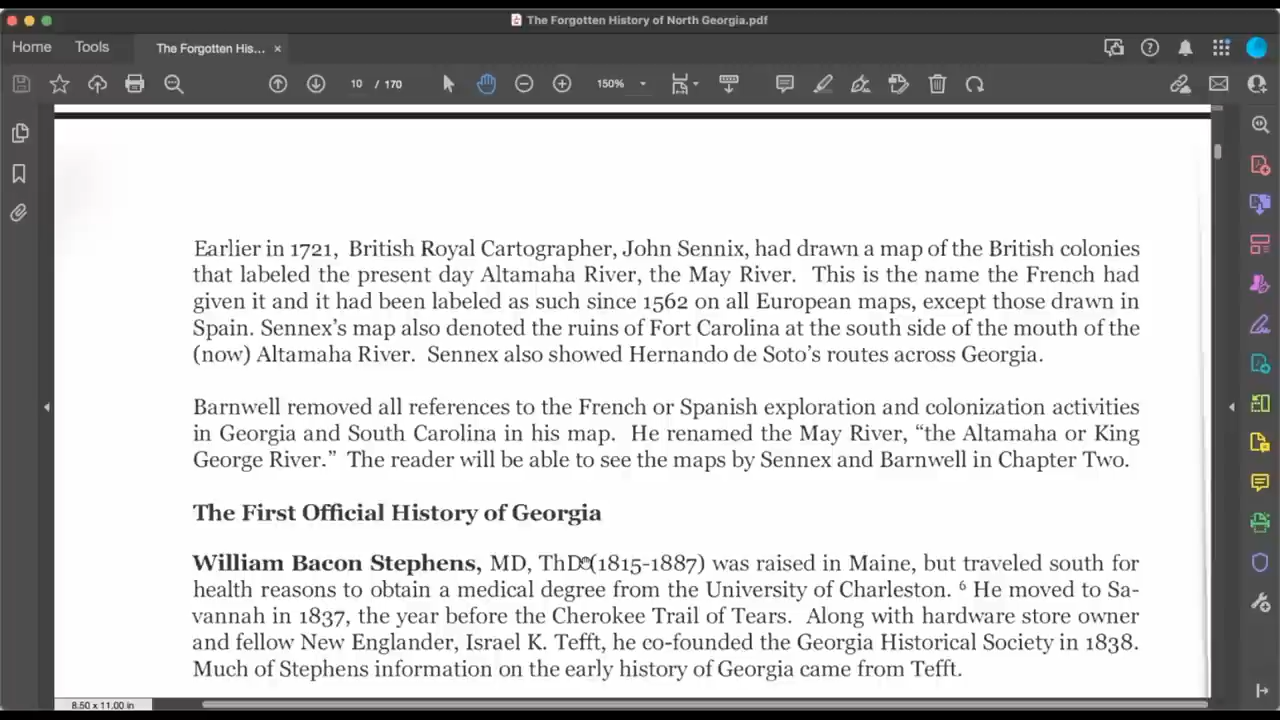 The Forgotten History of North Georgia.pdf
Home Tools The Forgotten His... ×
10 / 170 150%
Earlier in 1721, British Royal Cartographer, John Sennix, had drawn a map of the British colonies
that labeled the present day Altamaha River, the May River. This is the name the French had
given it and it had been labeled as such since 1562 on all European maps, except those drawn in
Spain. Sennex's map also denoted the ruins of Fort Carolina at the south side of the mouth of the
(now) Altamaha River. Sennex also showed Hernando de Soto's routes across Georgia.
Barnwell removed all references to the French or Spanish exploration and colonization activities
in Georgia and South Carolina in his map. He renamed the May River, “the Altamaha or King
George River.” The reader will be able to see the maps by Sennex and Barnwell in Chapter Two.
The First Official History of Georgia
William Bacon Stephens, MD, ThD (1815-1887) was raised in Maine, but traveled south for
health reasons to obtain a medical degree from the University of Charleston. 6 He moved to Sa-
vannah in 1837, the year before the Cherokee Trail of Tears. Along with hardware store owner
and fellow New Englander, Israel K. Tefft, he co-founded the Georgia Historical Society in 1838.
Much of Stephens information on the early history of Georgia came from Tefft.
8.50 x 11.00 in